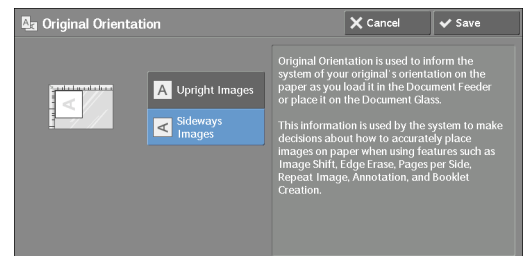 Original Orientation
Cancel
Save
A Upright Images
A Sideways
Images
A
Original Orientation is used to inform the
system of your original's orientation on the
paper as you load it in the Document Feeder
or place it on the Document Glass.
This information is used by the system to make
decisions about how to accurately place
images on paper when using features such as
Image Shift, Edge Erase, Pages per Side,
Repeat Image, Annotation, and Booklet
Creation.